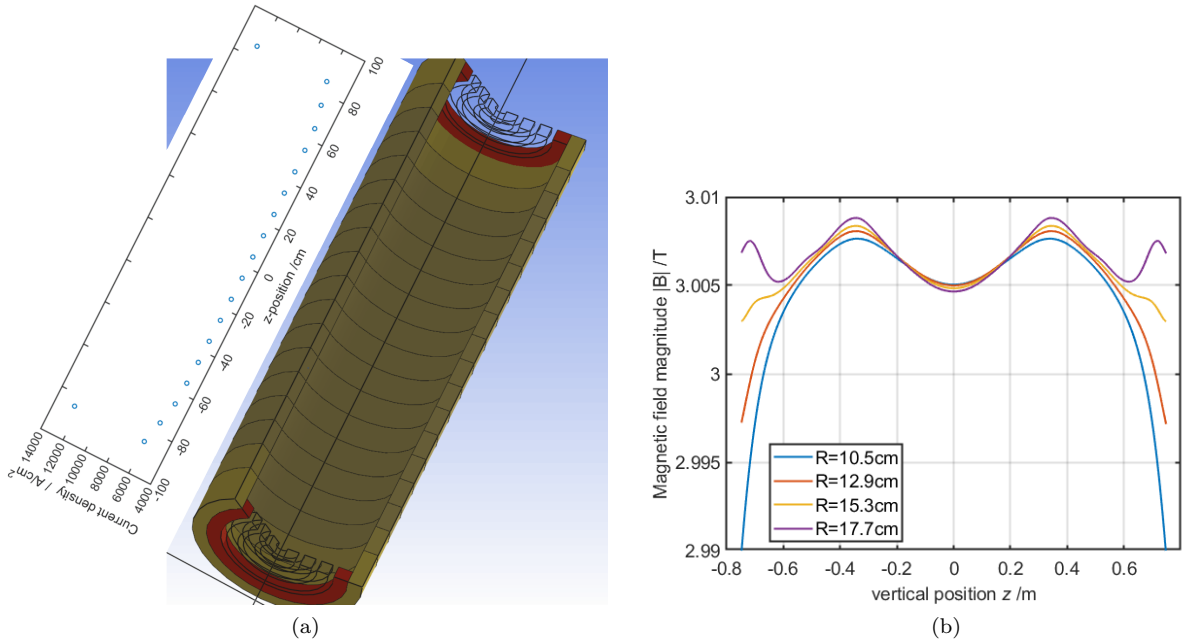 100
80
60
40
20
0
-20
-40
-60
-80
-100
z-position /cm
14000
12000
10000
8000
6000
4000
Current density, / A/cm²
(a)
3.01
3.005
3
2.995
2.99
Magnetic field magnitude |B| /T
R=10.5cm
R=12.9cm
R=15.3cm
R=17.7cm
-0.8 -0.6 -0.4 -0.2 0 0.2 0.4 0.6
vertical position z /m
(b)